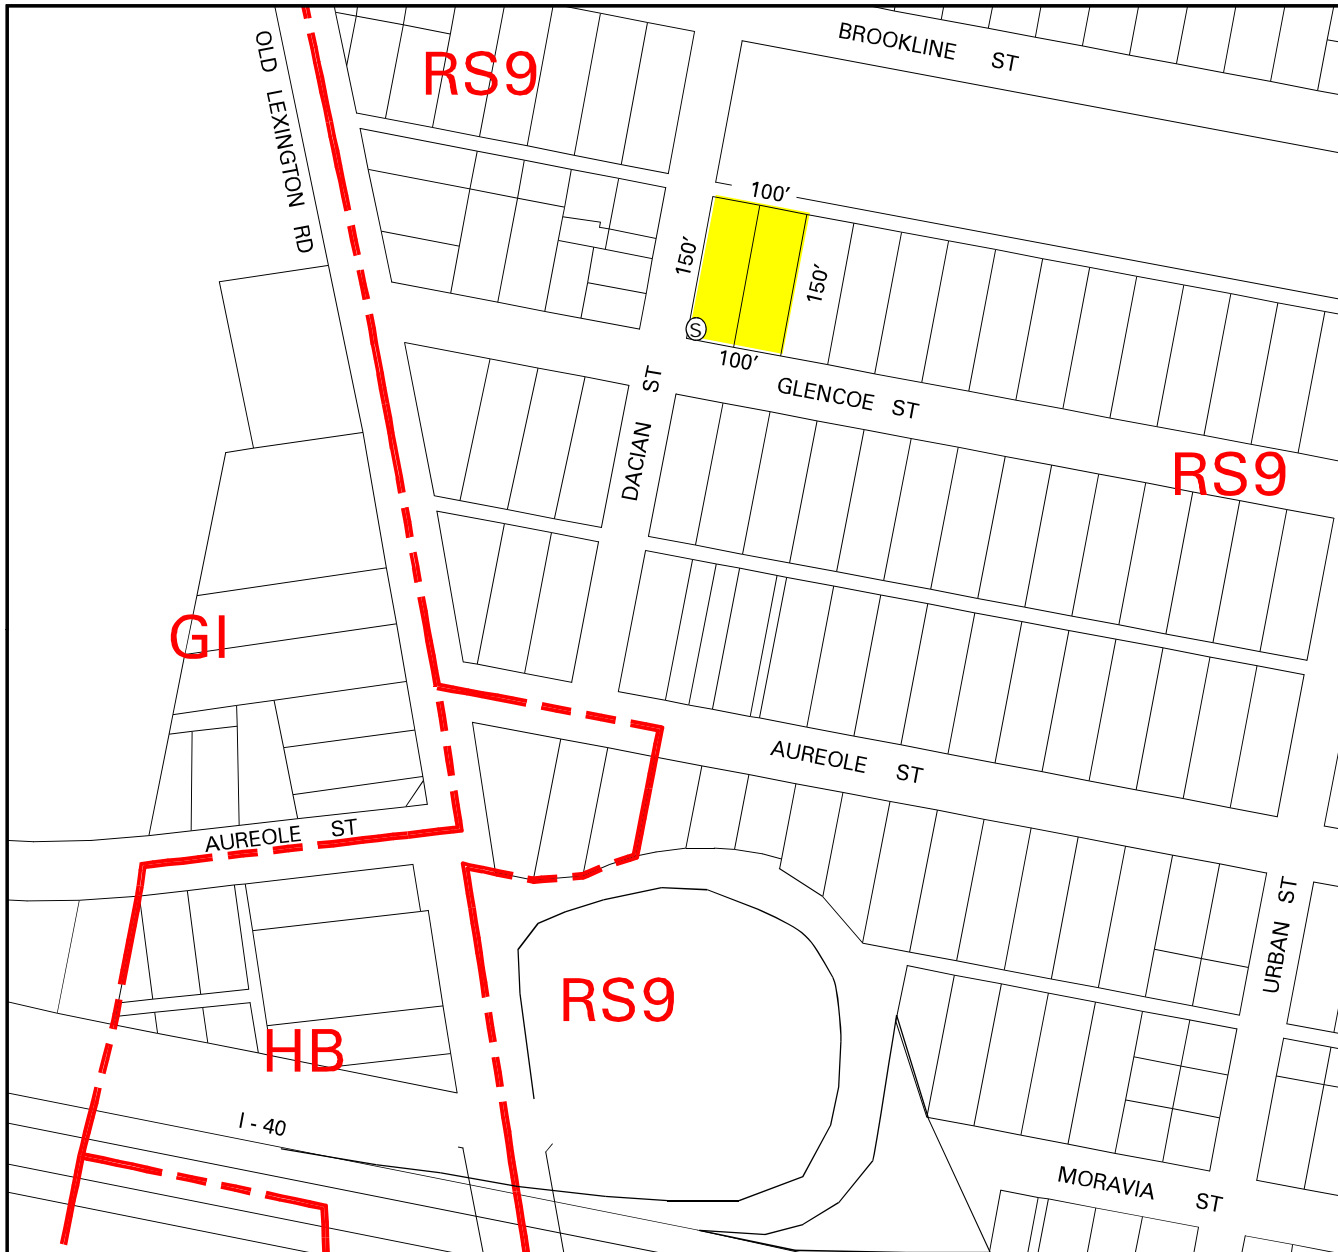 BROOKLINE ST
OLD LEXINGTON RD
RS9
100'
150'
150'
S
100'
GLENCOE ST
DACIAN ST
RS9
GI
AUREOLE ST
AUREOLE ST
URBAN ST
RS9
HB
I - 40
MORAVIA ST